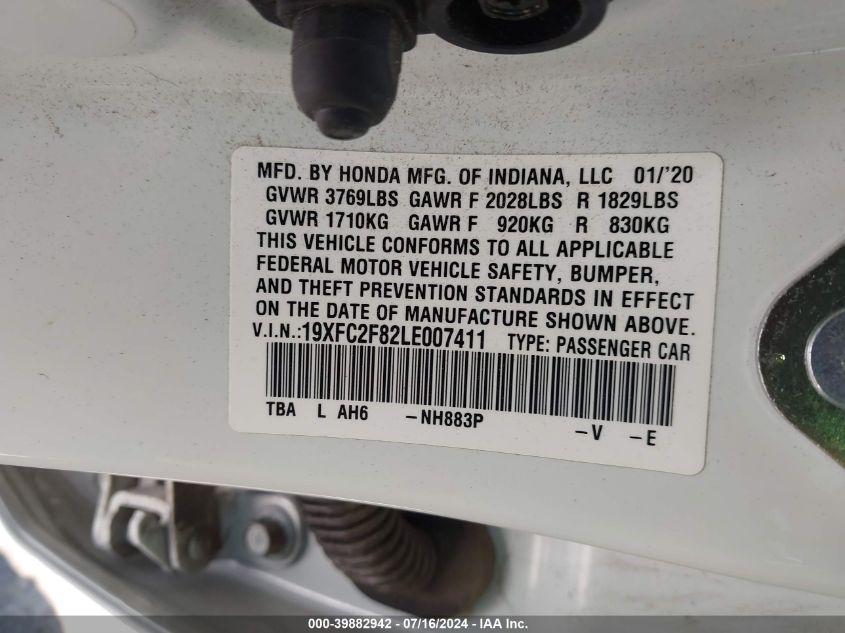 MFD. BY HONDA MFG. OF INDIANA, LLC 01/'20
GVWR 3769LBS GAWR F 2028LBS R 1829LBS
GVWR 1710KG GAWR F 920KG R 830KG
THIS VEHICLE CONFORMS TO ALL APPLICABLE
FEDERAL MOTOR VEHICLE SAFETY, BUMPER,
AND THEFT PREVENTION STANDARDS IN EFFECT
ON THE DATE OF MANUFACTURE SHOWN ABOVE.
V.I.N.:19XFC2F82LE007411 TYPE: PASSENGER CAR
TBA L AH6 -NH883P -V -E
000-39882942 - 07/16/2024 - IAA Inc.